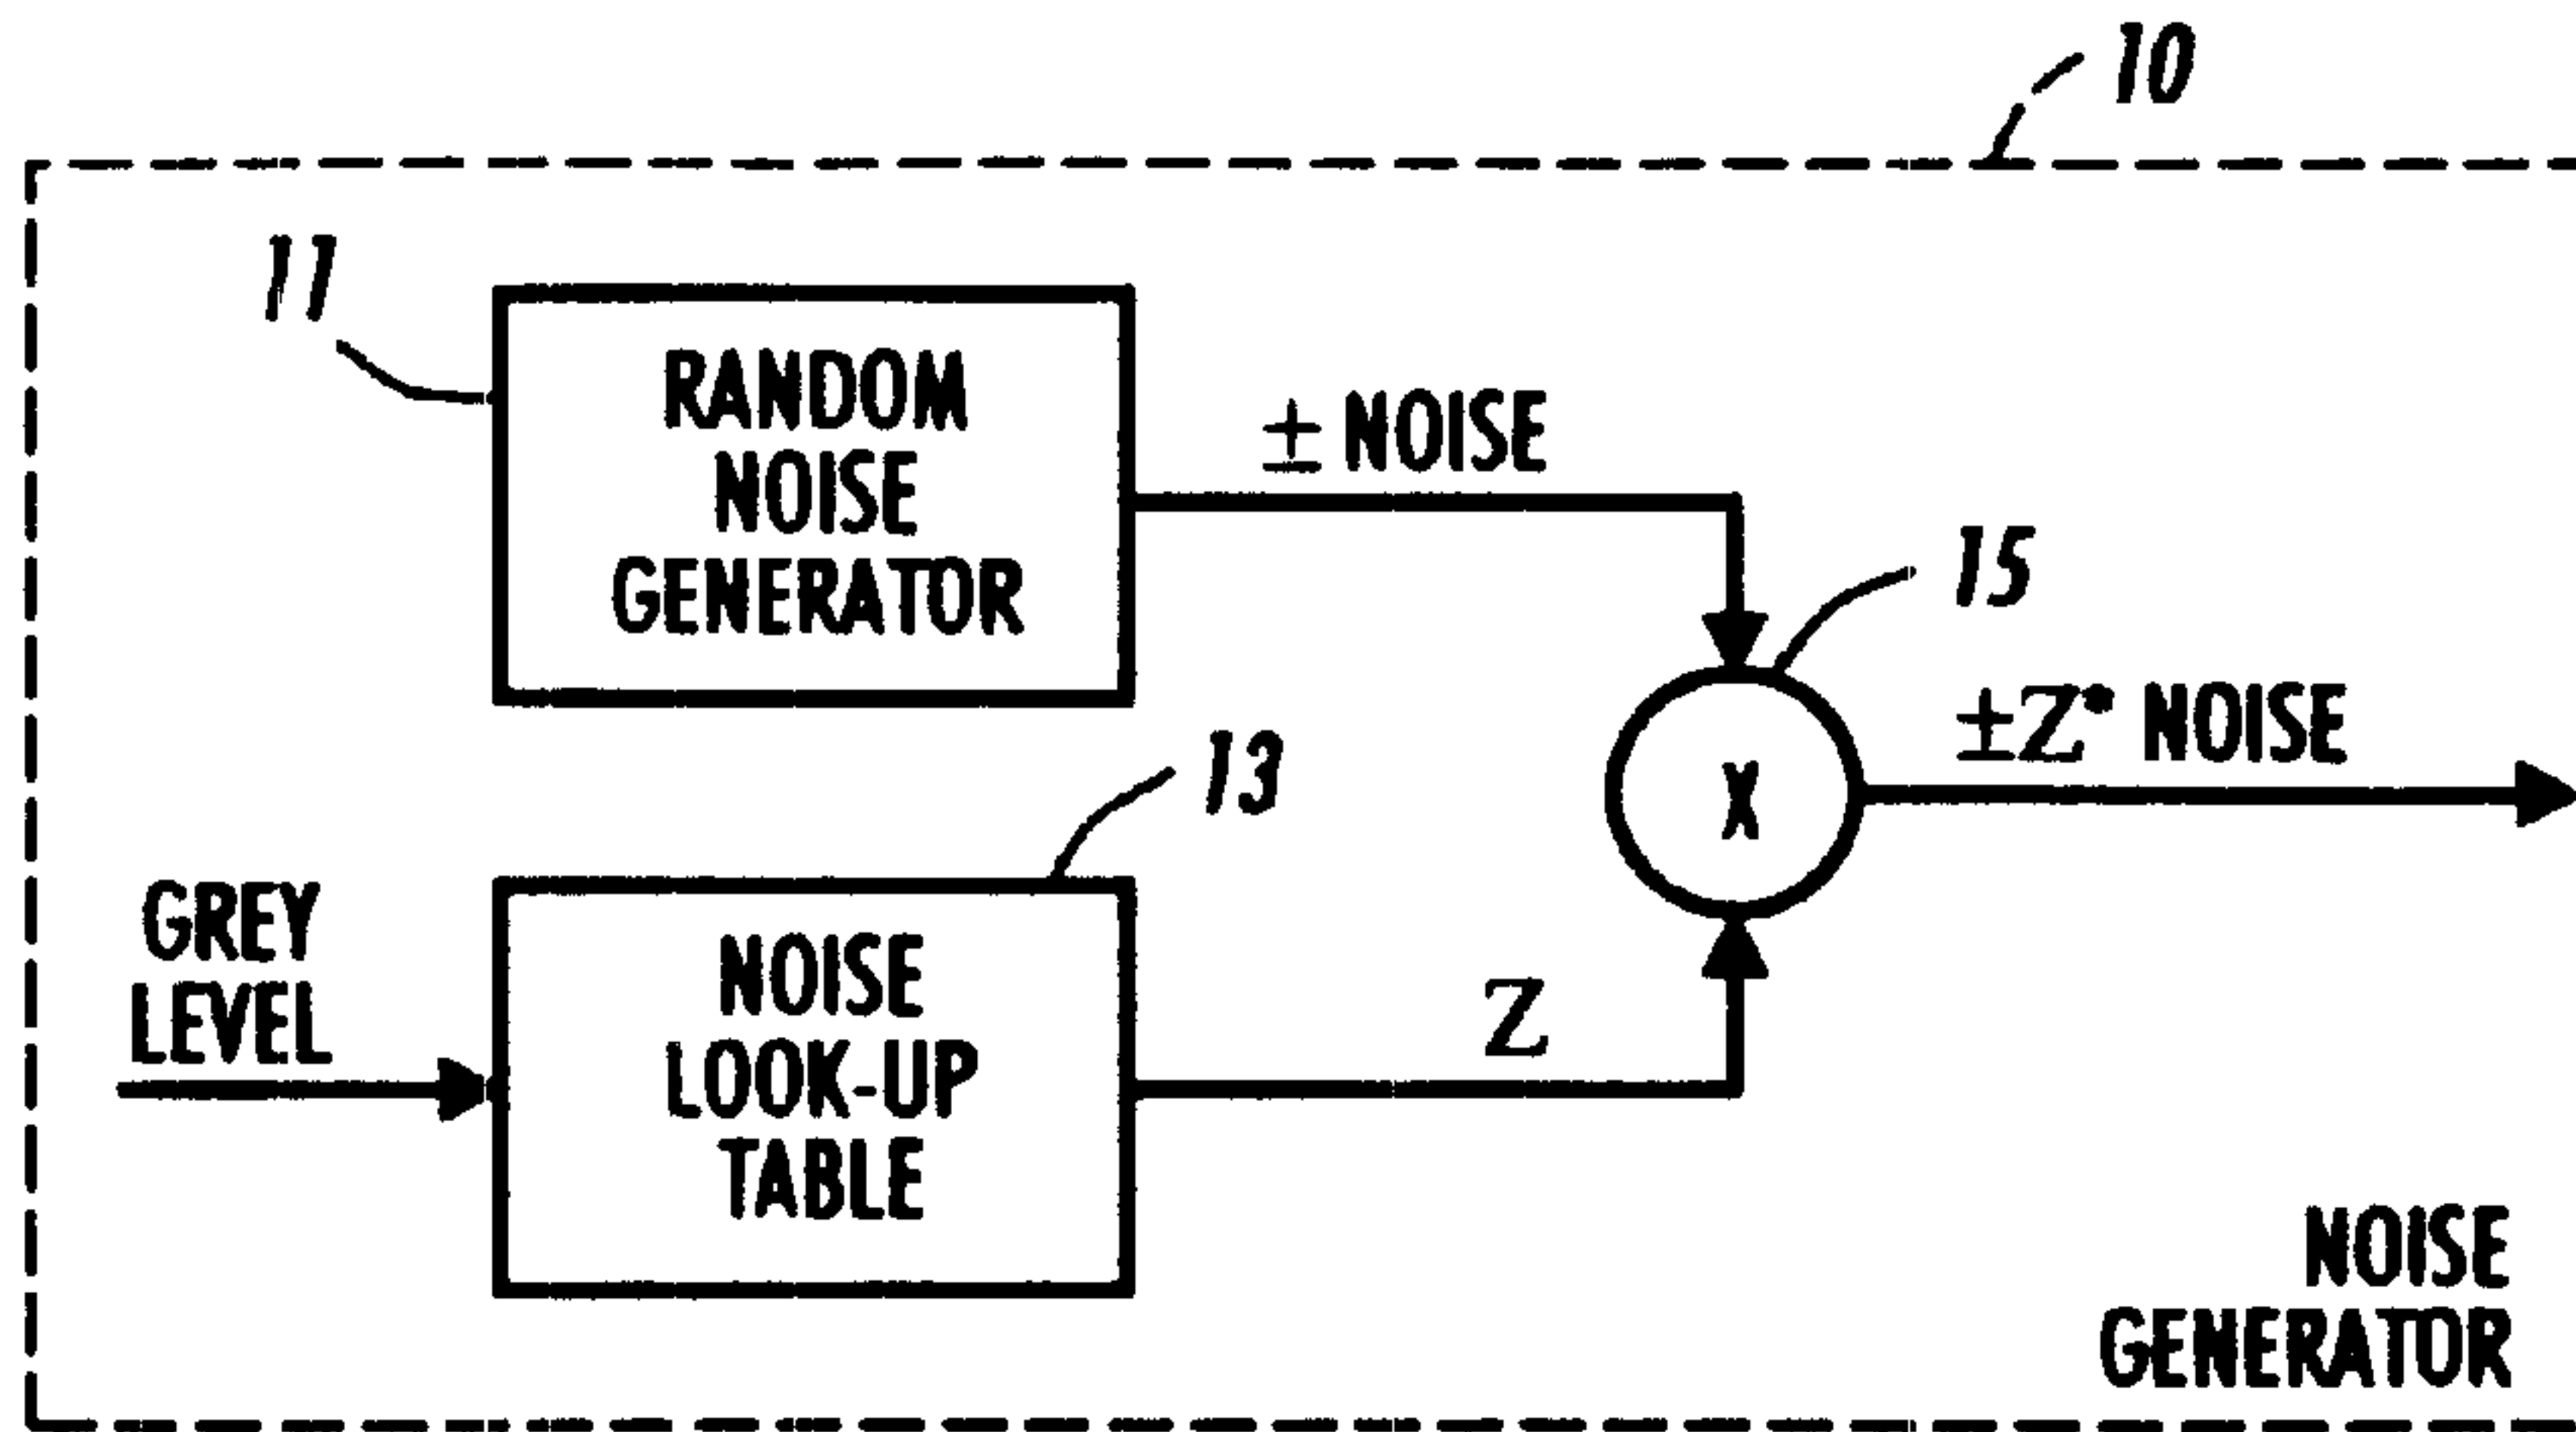 10
11
RANDOM
NOISE
GENERATOR
± NOISE
15
±Z• NOISE
13
X
GREY
LEVEL
NOISE
LOOK-UP
TABLE
Z
NOISE
GENERATOR